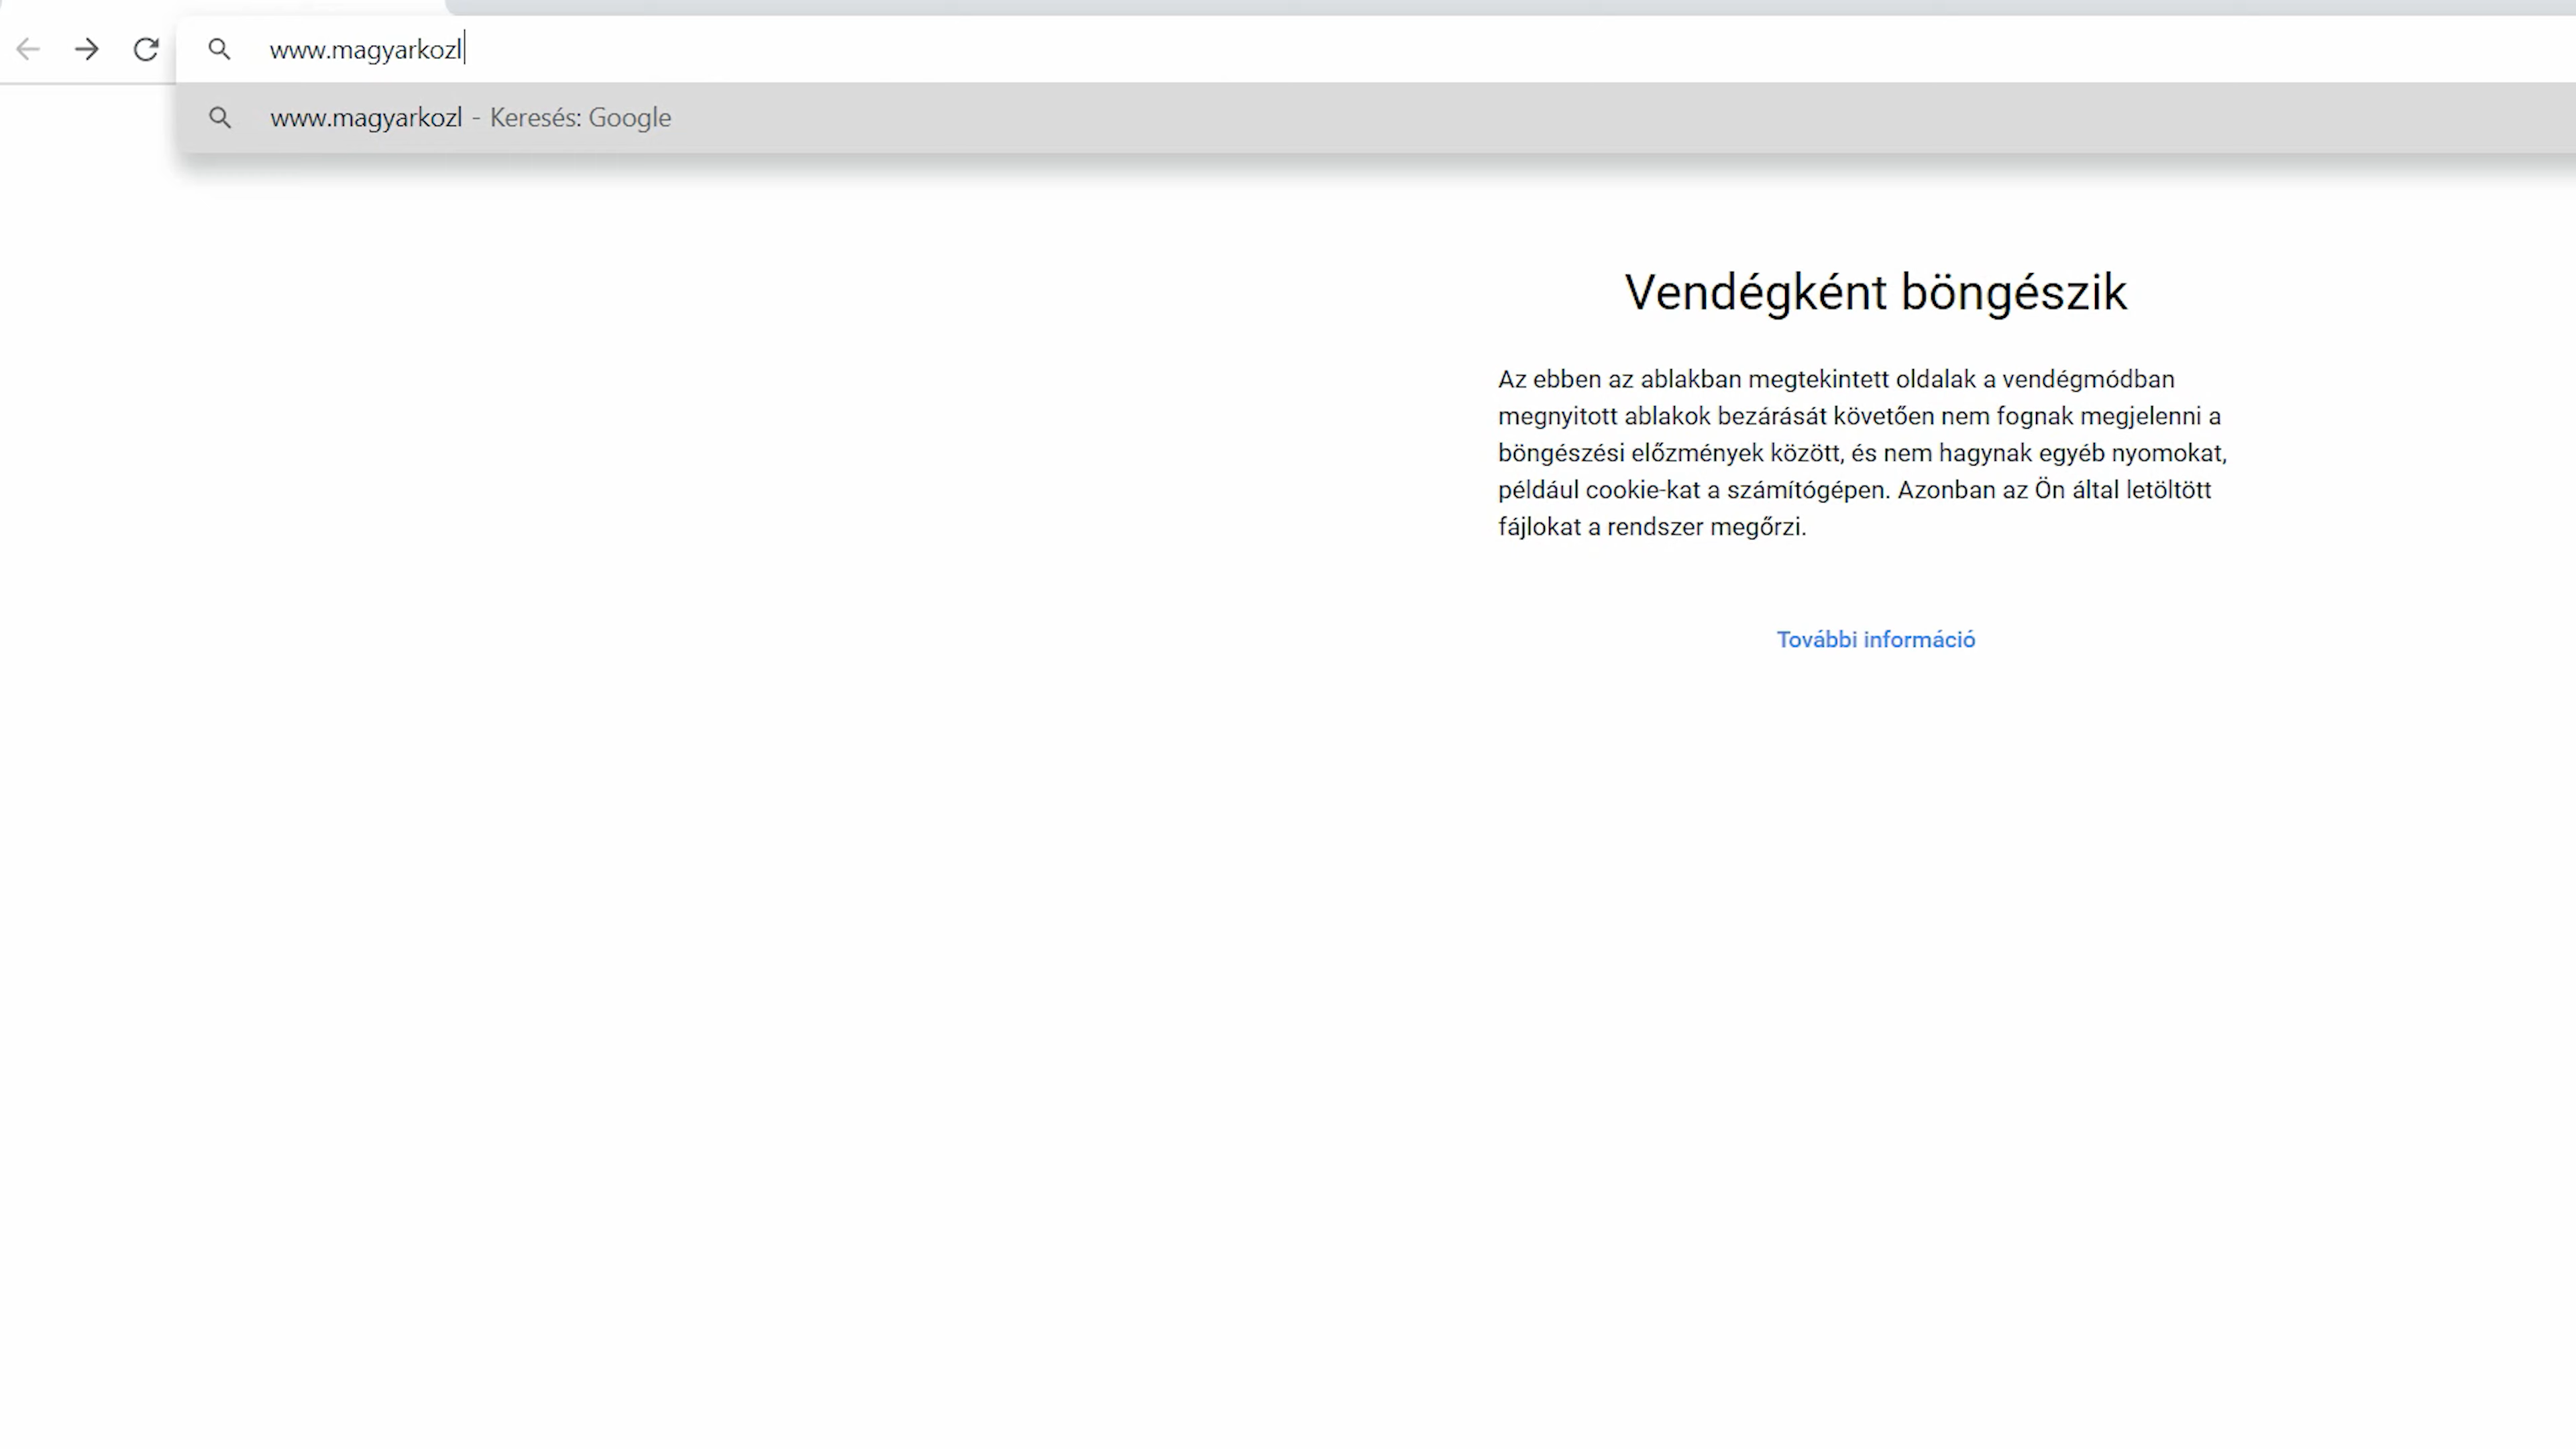 www.magyarkozl
www.magyarkozl - Keresés: Google
Vendégként böngészik
Az ebben az ablakban megtekintett oldalak a vendégmódban
megnyitott ablakok bezárását követően nem fognak megjelenni a
böngészési előzmények között, és nem hagynak egyéb nyomokat,
például cookie-kat a számítógépen. Azonban az Ön által letöltött
fájlokat a rendszer megőrzi.
További információ